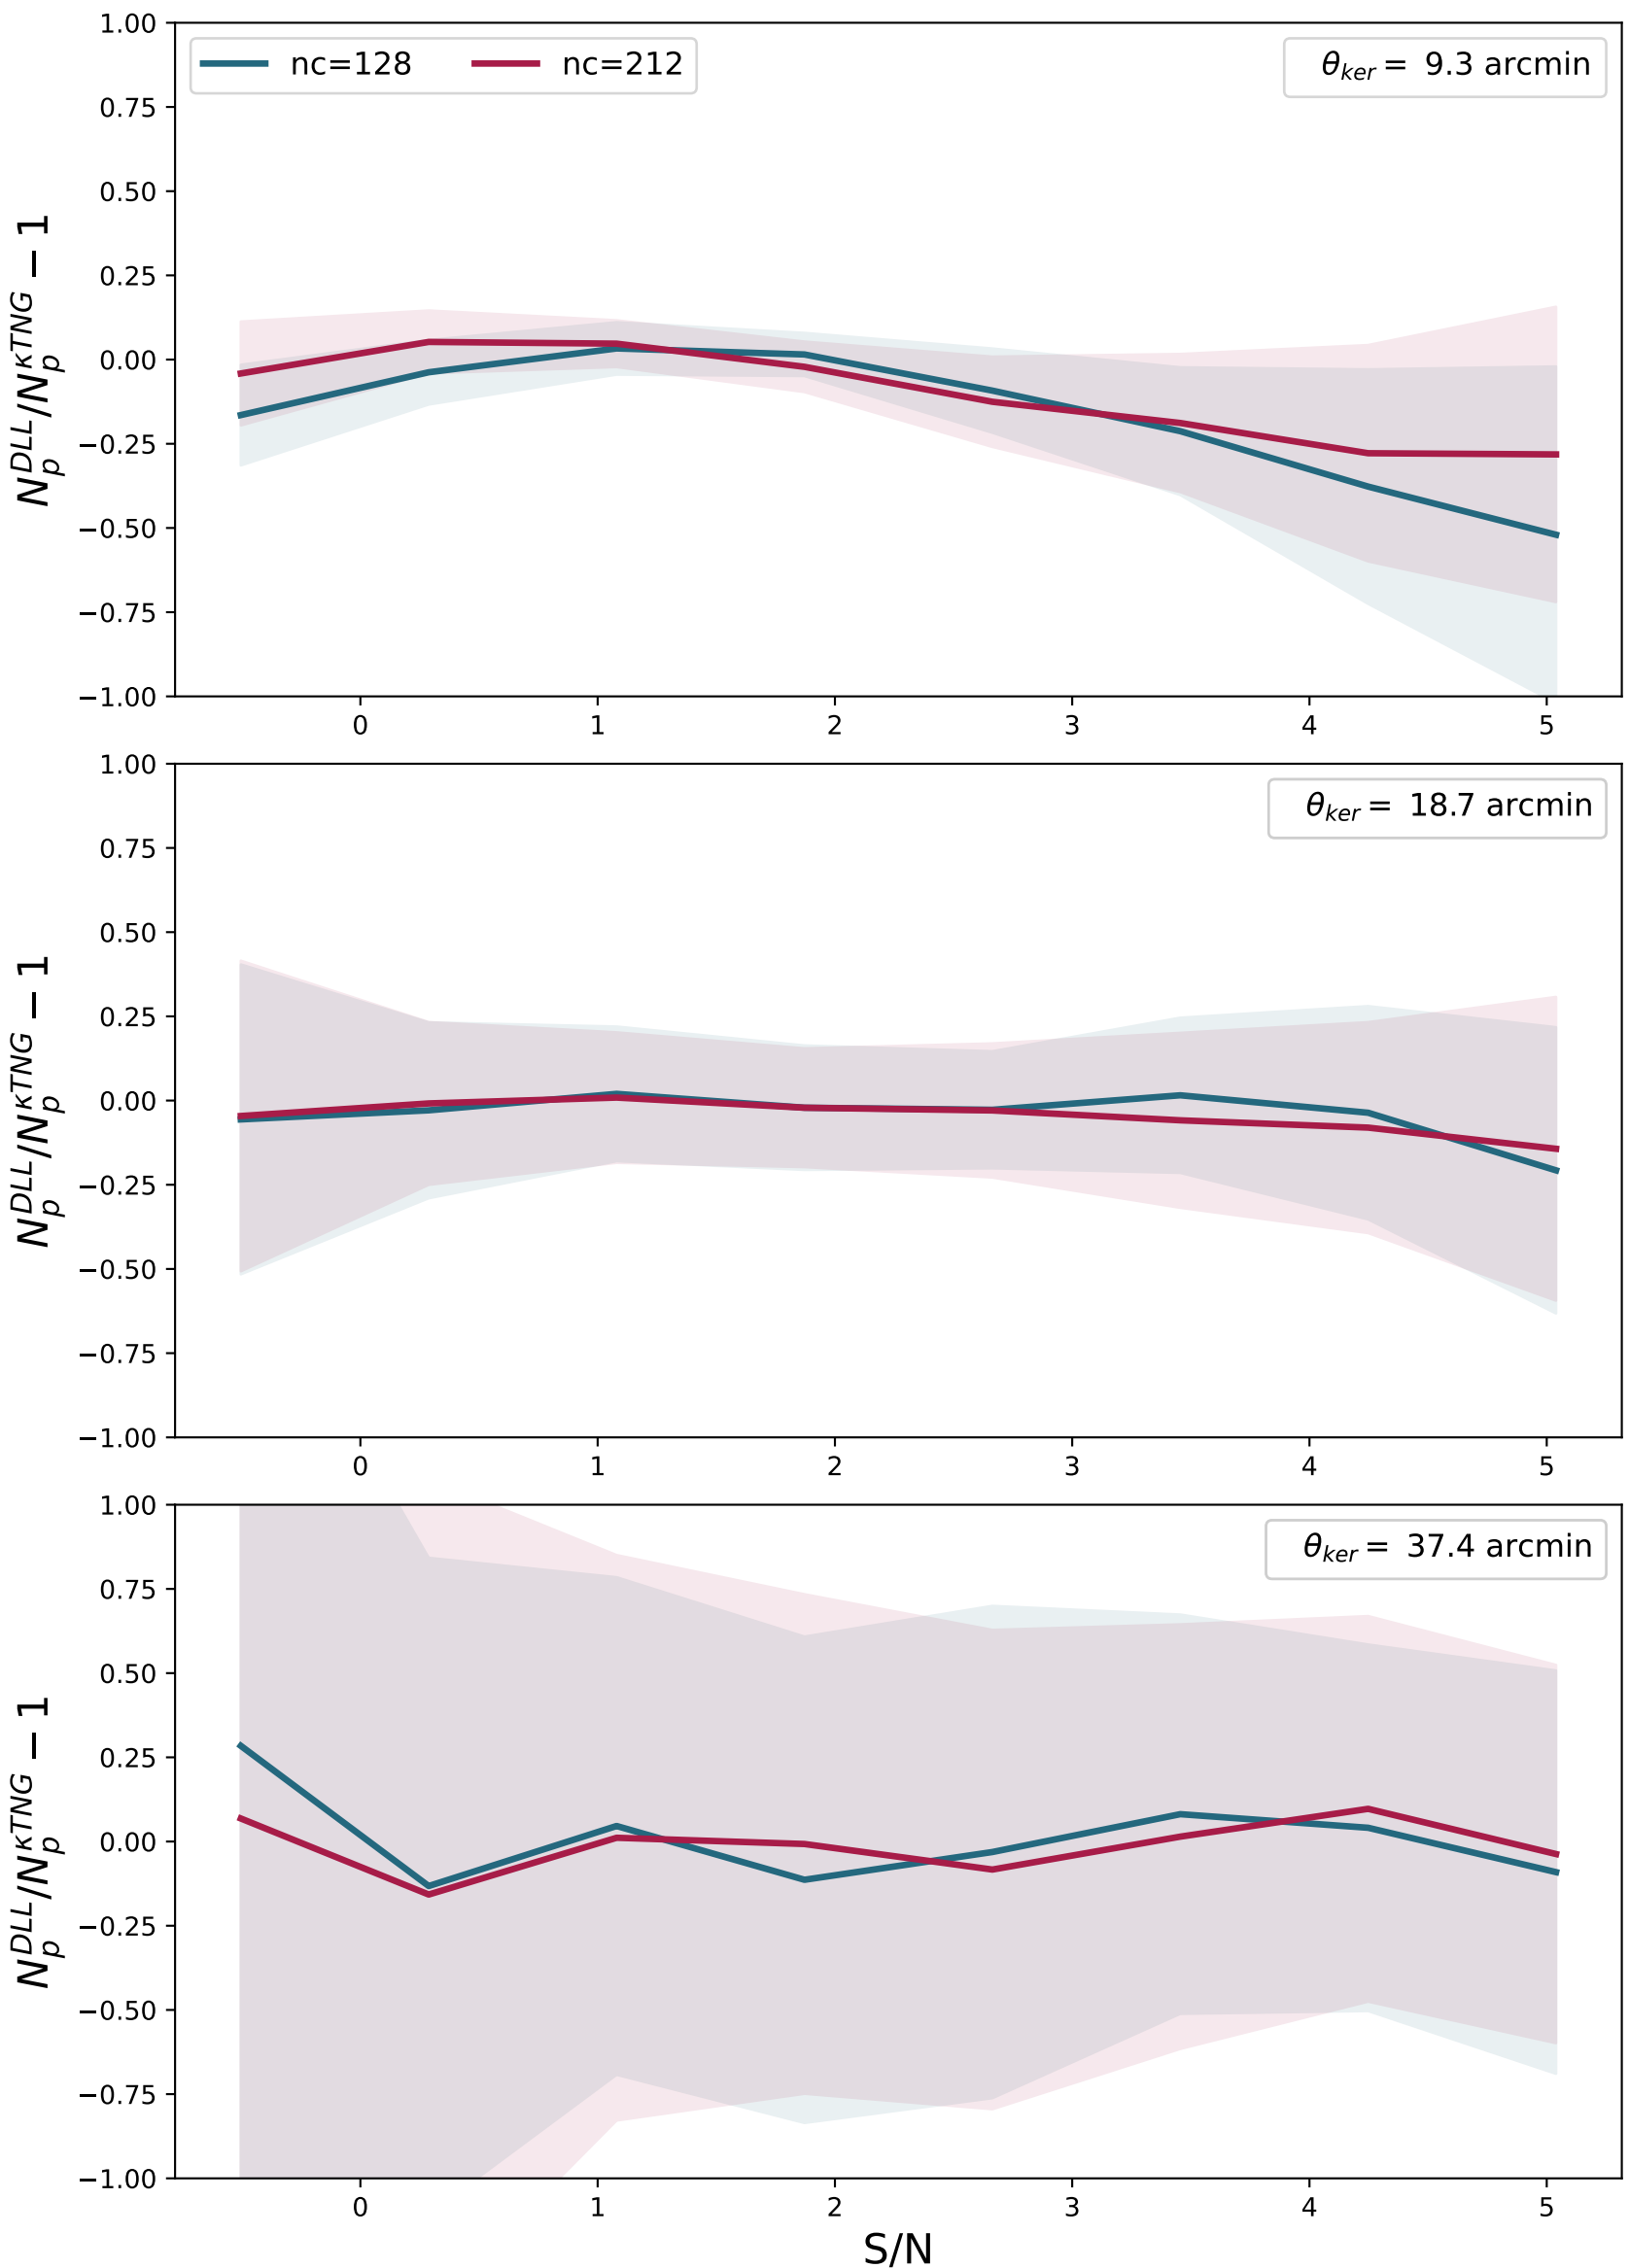 nc=128 nc=212
θ_ker = 9.3 arcmin
1.00
0.75
0.50
0.25
0.00
−0.25
−0.50
−0.75
−1.00
N_p^DLL/N_p^κTNG − 1
0 1 2 3 4 5
θ_ker = 18.7 arcmin
1.00
0.75
0.50
0.25
0.00
−0.25
−0.50
−0.75
−1.00
N_p^DLL/N_p^κTNG − 1
0 1 2 3 4 5
θ_ker = 37.4 arcmin
1.00
0.75
0.50
0.25
0.00
−0.25
−0.50
−0.75
−1.00
N_p^DLL/N_p^κTNG − 1
0 1 2 3 4 5
S/N